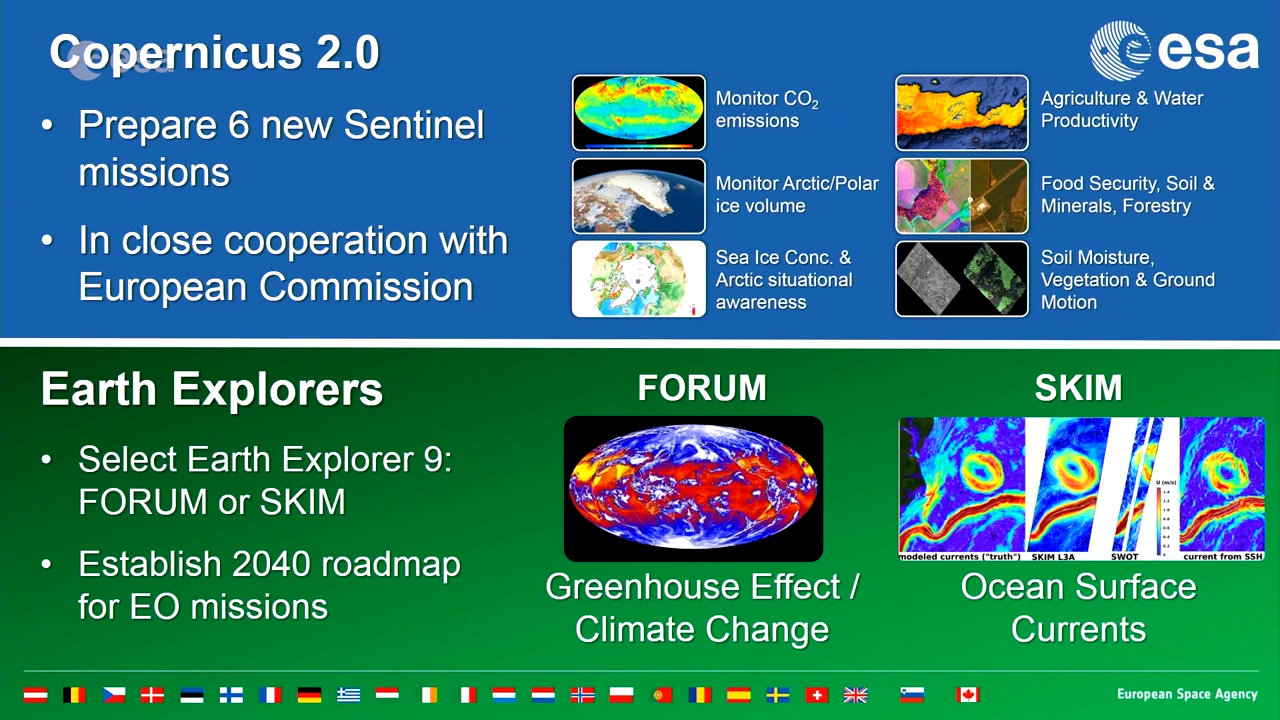 Copernicus 2.0
esa
• Prepare 6 new Sentinel
missions
• In close cooperation with
European Commission
Monitor CO₂
emissions
Monitor Arctic/Polar
ice volume
Sea Ice Conc. &
Arctic situational
awareness
Agriculture & Water
Productivity
Food Security, Soil &
Minerals, Forestry
Soil Moisture,
Vegetation & Ground
Motion
Earth Explorers
• Select Earth Explorer 9:
FORUM or SKIM
• Establish 2040 roadmap
for EO missions
FORUM
Greenhouse Effect /
Climate Change
SKIM
U (m/s)
modeled currents ("truth")
SKIM L3A
SWOT
current from SSH
Ocean Surface
Currents
European Space Agency